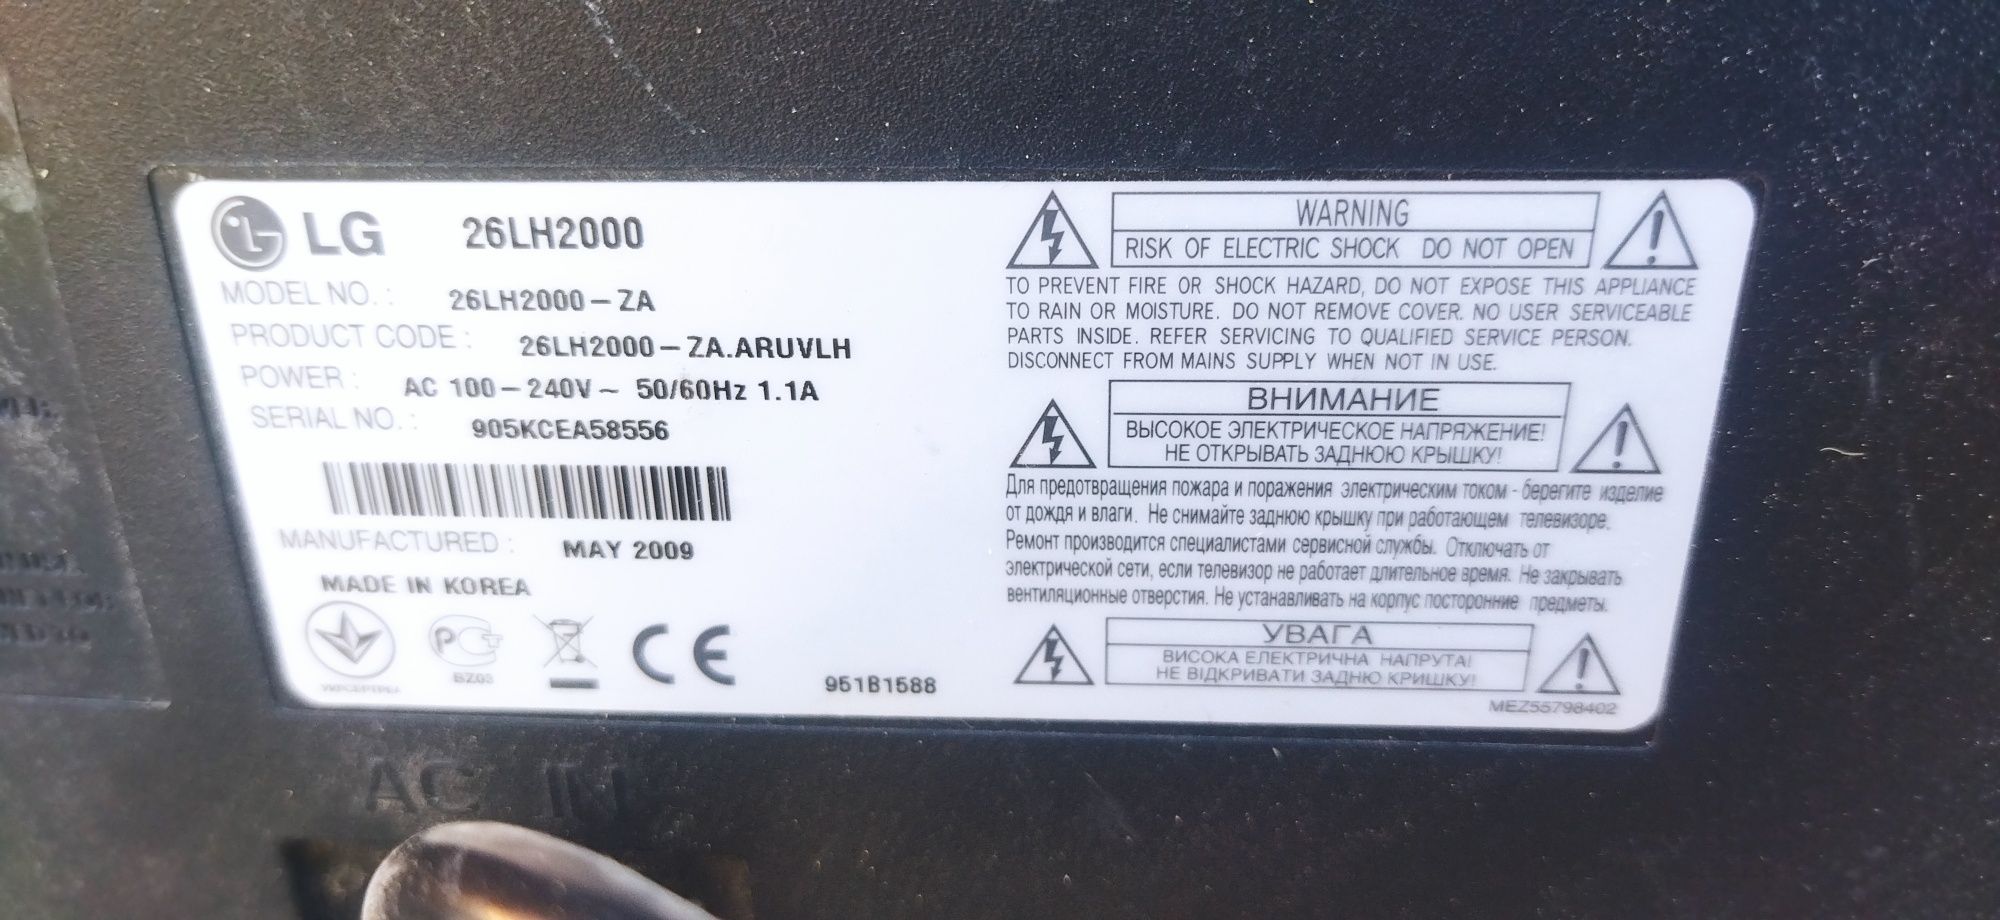 LG 26LH2000
MODEL NO. : 26LH2000-ZA
PRODUCT CODE : 26LH2000-ZA.ARUVLH
POWER : AC 100-240V~ 50/60Hz 1.1A
SERIAL NO. : 905KCEA58556
MANUFACTURED : MAY 2009
MADE IN KOREA
УКРСЕПРО
PC
BZ03
CE
951B1588
WARNING
RISK OF ELECTRIC SHOCK DO NOT OPEN
TO PREVENT FIRE OR SHOCK HAZARD, DO NOT EXPOSE THIS APPLIANCE
TO RAIN OR MOISTURE. DO NOT REMOVE COVER. NO USER SERVICEABLE
PARTS INSIDE. REFER SERVICING TO QUALIFIED SERVICE PERSON.
DISCONNECT FROM MAINS SUPPLY WHEN NOT IN USE.
ВНИМАНИЕ
ВЫСОКОЕ ЭЛЕКТРИЧЕСКОЕ НАПРЯЖЕНИЕ!
НЕ ОТКРЫВАТЬ ЗАДНЮЮ КРЫШКУ!
Для предотвращения пожара и поражения электрическим током - берегите изделие
от дождя и влаги. Не снимайте заднюю крышку при работающем телевизоре.
Ремонт производится специалистами сервисной службы. Отключать от
электрической сети, если телевизор не работает длительное время. Не закрывать
вентиляционные отверстия. Не устанавливать на корпус посторонние предметы.
УВАГА
ВИСОКА ЕЛЕКТРИЧНА НАПРУГА!
НЕ ВІДКРИВАТИ ЗАДНЮ КРИШКУ!
MEZ55798402
AC IN